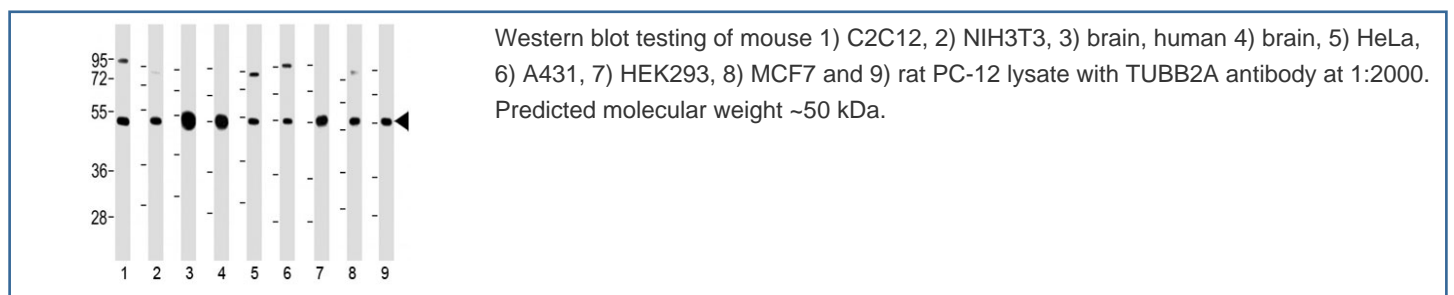 95-
72-
55-
36-
28-
1 2 3 4 5 6 7 8 9
Western blot testing of mouse 1) C2C12, 2) NIH3T3, 3) brain, human 4) brain, 5) HeLa,
6) A431, 7) HEK293, 8) MCF7 and 9) rat PC-12 lysate with TUBB2A antibody at 1:2000.
Predicted molecular weight ~50 kDa.